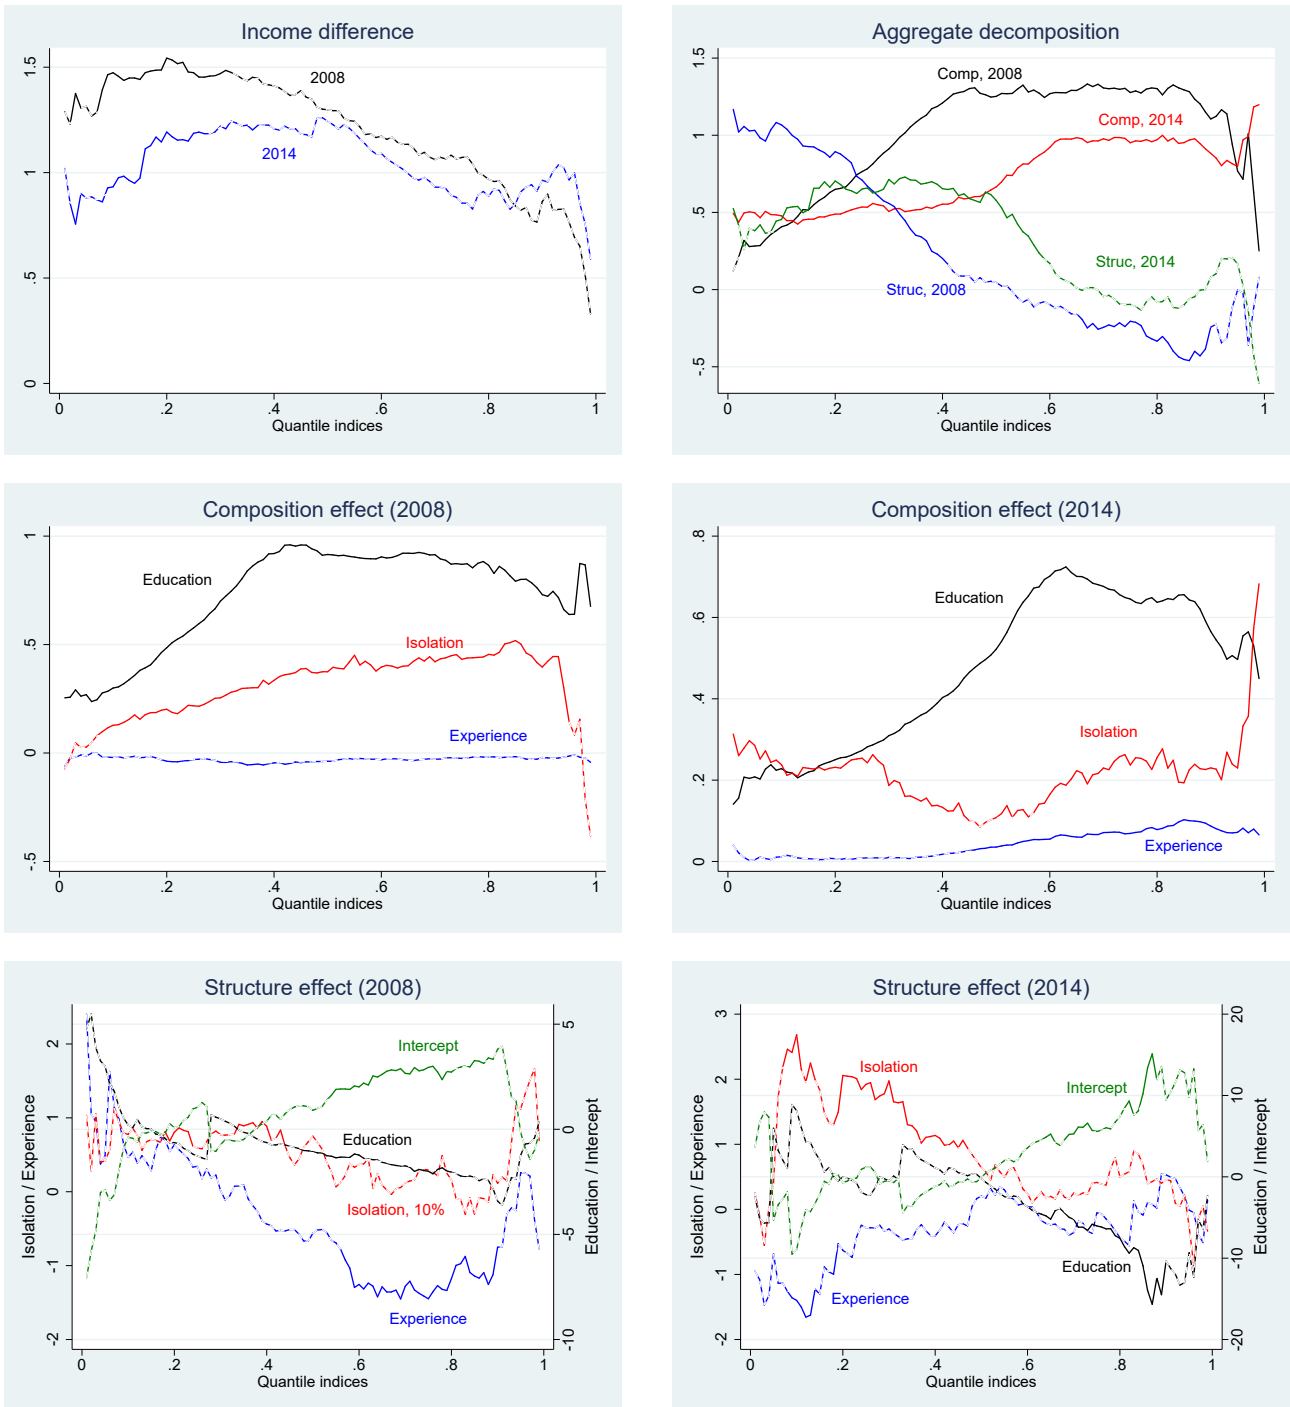 Income difference
1.5
1
.5
0
2008
2014
0 .2 .4 .6 .8 1
Quantile indices
Aggregate decomposition
1.5
1
.5
0
-.5
Comp, 2008
Comp, 2014
Struc, 2014
Struc, 2008
0 .2 .4 .6 .8 1
Quantile indices
Composition effect (2008)
1
.5
0
-.5
Education
Isolation
Experience
0 .2 .4 .6 .8 1
Quantile indices
Composition effect (2014)
.8
.6
.4
.2
0
Education
Isolation
Experience
0 .2 .4 .6 .8 1
Quantile indices
Structure effect (2008)
Isolation / Experience
2
1
0
-1
-2
Intercept
Education
Isolation, 10%
Experience
5
0
-5
-10
Education / Intercept
0 .2 .4 .6 .8 1
Quantile indices
Structure effect (2014)
Isolation / Experience
3
2
1
0
-1
-2
Isolation
Intercept
Education
Experience
20
10
0
-10
-20
Education / Intercept
0 .2 .4 .6 .8 1
Quantile indices